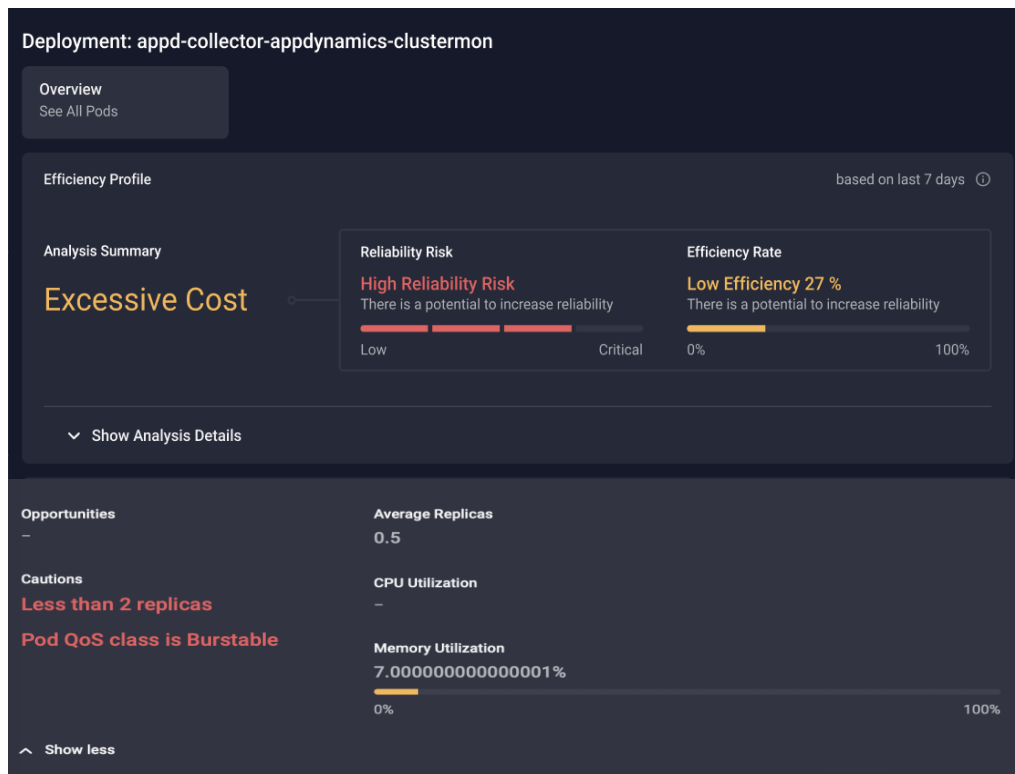 Deployment: appd-collector-appdynamics-clustermon
Overview
See All Pods
Efficiency Profile
based on last 7 days
Analysis Summary
Excessive Cost
Reliability Risk
High Reliability Risk
There is a potential to increase reliability
Low
Critical
Efficiency Rate
Low Efficiency 27 %
There is a potential to increase reliability
0%
100%
Show Analysis Details
Opportunities
–
Cautions
Less than 2 replicas
Pod QoS class is Burstable
Average Replicas
0.5
CPU Utilization
–
Memory Utilization
7.000000000000001%
0%
100%
Show less